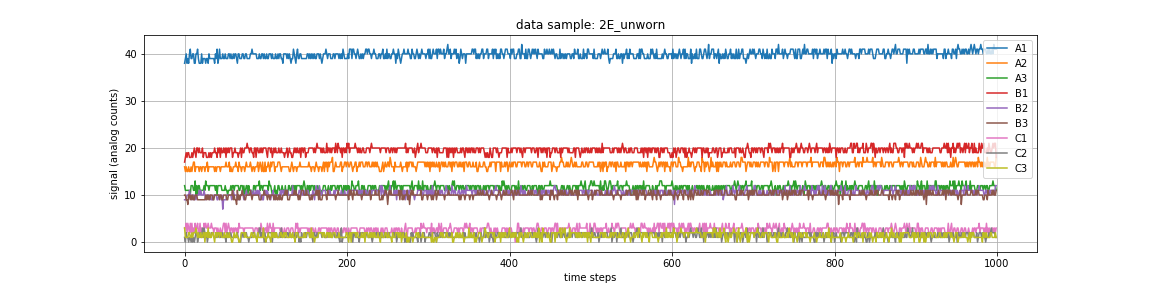 data sample: 2E_unworn
signal (analog counts)
40
30
20
10
0
A1
A2
A3
B1
B2
B3
C1
C2
C3
0 200 400 600 800 1000
time steps